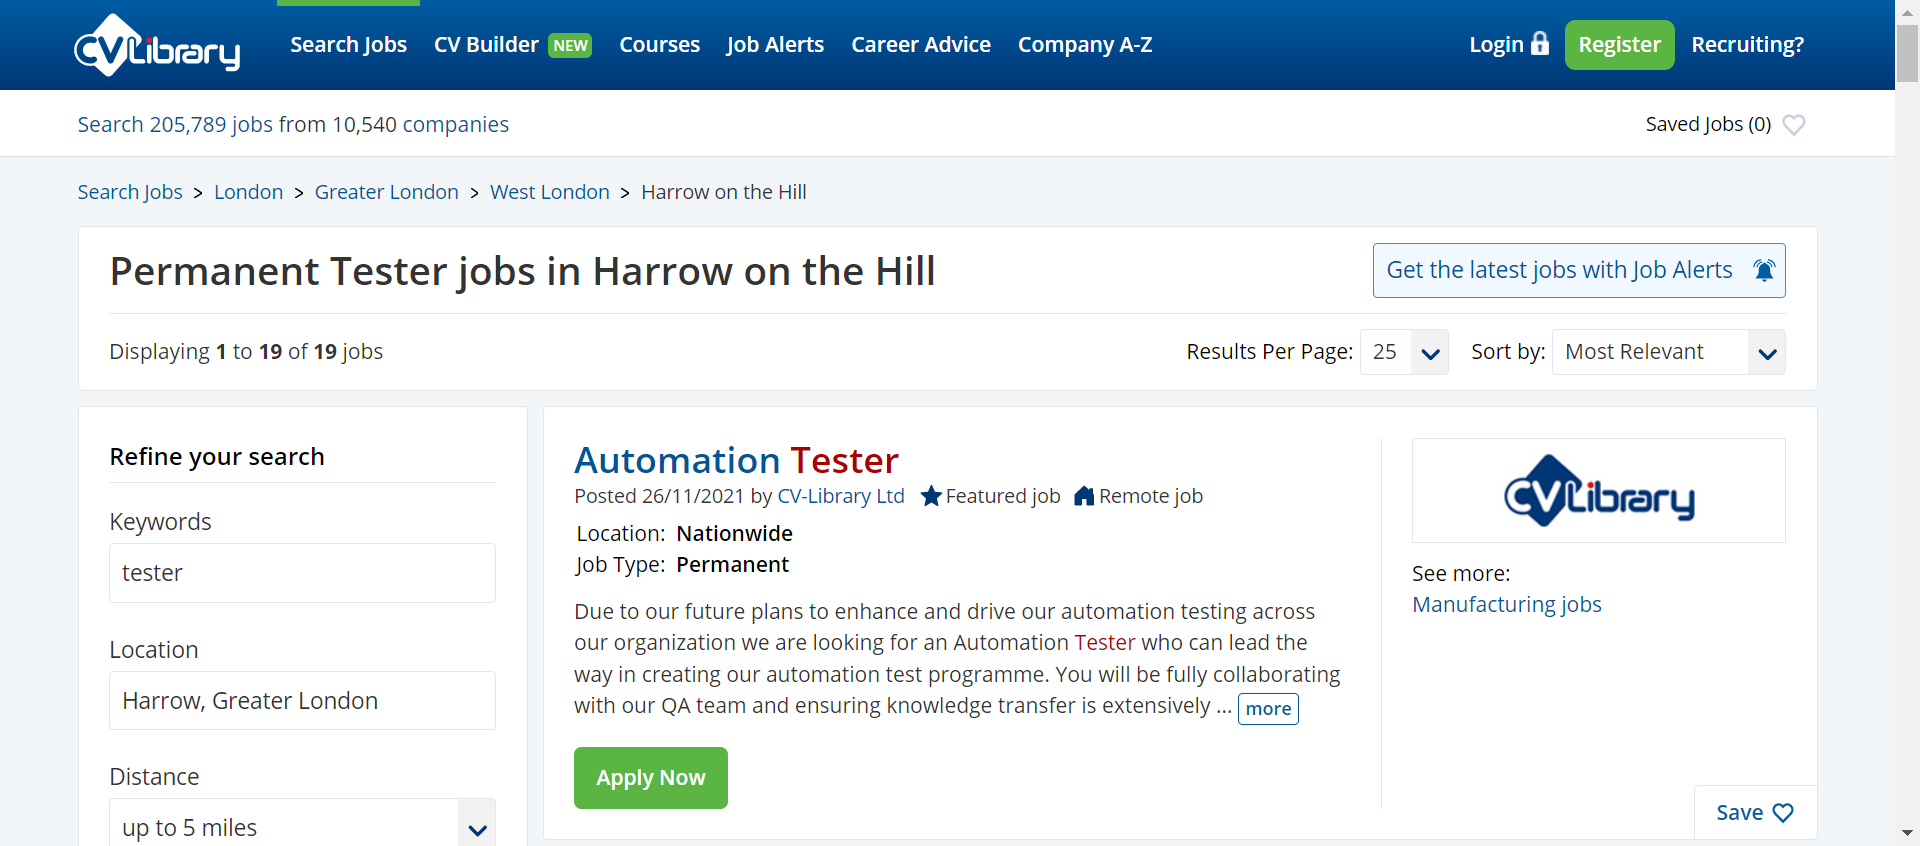 CVLibrary Search Jobs CV Builder NEW Courses Job Alerts Career Advice Company A-Z Login Register Recruiting?
Search 205,789 jobs from 10,540 companies Saved Jobs (0)
Search Jobs > London > Greater London > West London > Harrow on the Hill
Permanent Tester jobs in Harrow on the Hill Get the latest jobs with Job Alerts
Displaying 1 to 19 of 19 jobs Results Per Page: 25 Sort by: Most Relevant
Refine your search
Keywords
tester
Location
Harrow, Greater London
Distance
up to 5 miles
Automation Tester
Posted 26/11/2021 by CV-Library Ltd Featured job Remote job
Location: Nationwide
Job Type: Permanent
Due to our future plans to enhance and drive our automation testing across
our organization we are looking for an Automation Tester who can lead the
way in creating our automation test programme. You will be fully collaborating
with our QA team and ensuring knowledge transfer is extensively ... more
Apply Now
CVLibrary
See more:
Manufacturing jobs
Save